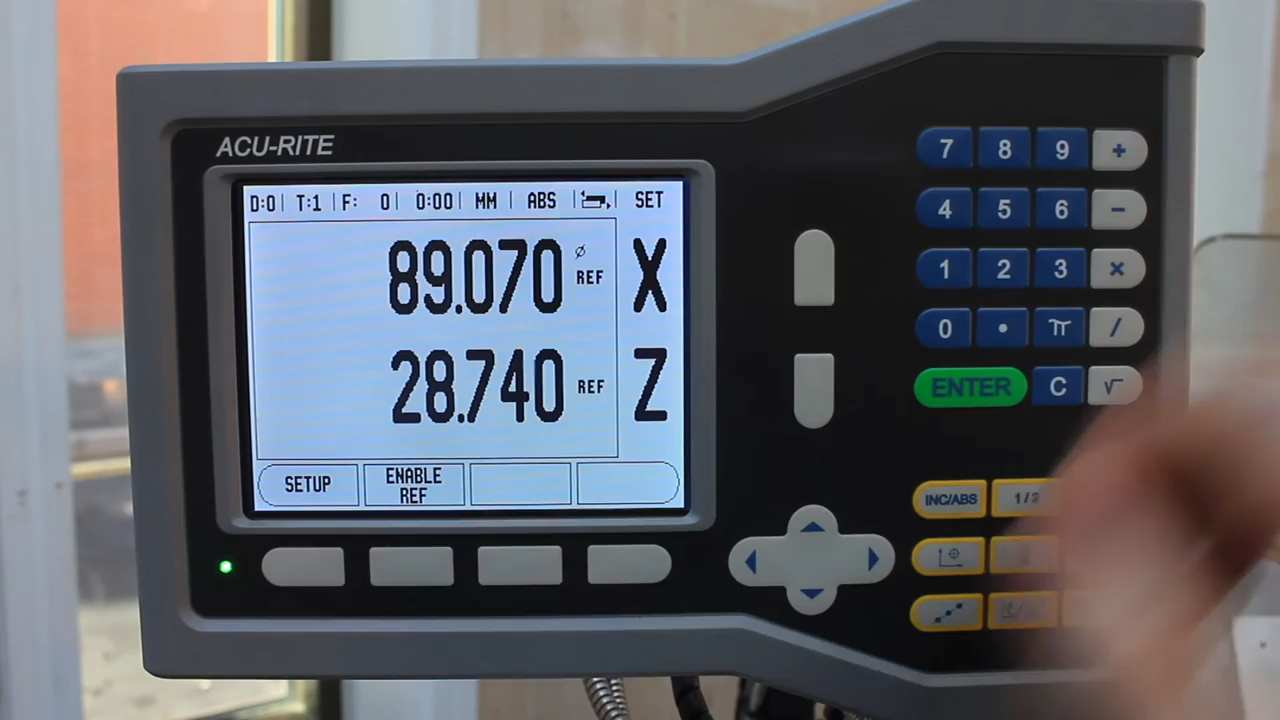 ACU-RITE
D:0 T:1 F: 0 0:00 MM ABS SET
89.070 Ø REF X
28.740 REF Z
SETUP ENABLE REF
7 8 9 +
4 5 6 -
1 2 3 ×
0 . π /
ENTER C √
INC/ABS 1/2